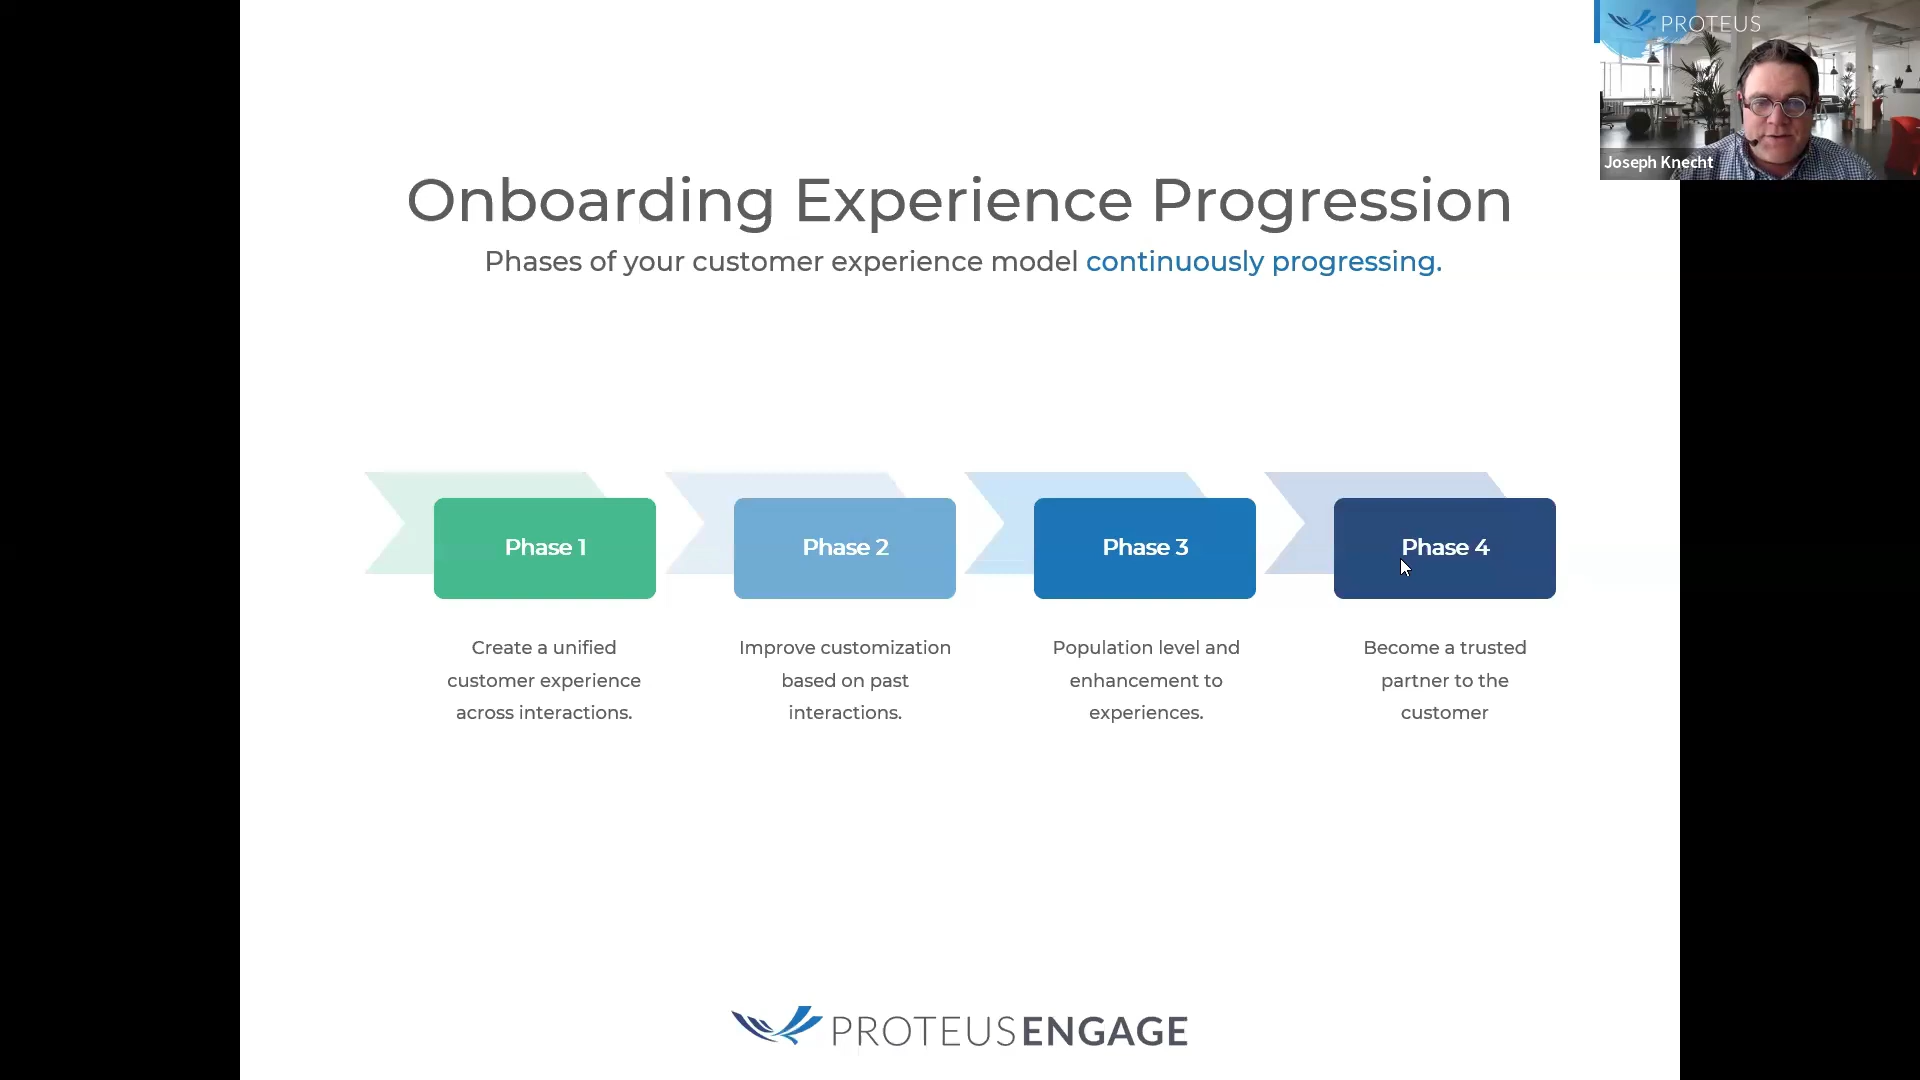 PROTEUS
Joseph Knecht
Onboarding Experience Progression
Phases of your customer experience model continuously progressing.
Phase 1
Create a unified
customer experience
across interactions.
Phase 2
Improve customization
based on past
interactions.
Phase 3
Population level and
enhancement to
experiences.
Phase 4
Become a trusted
partner to the
customer
PROTEUSENGAGE